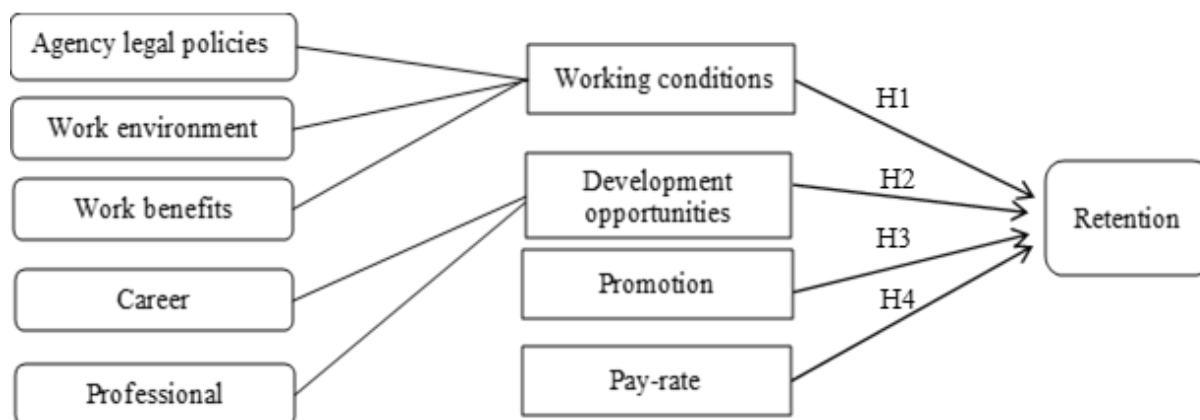 Agency legal policies
Work environment
Work benefits
Career
Professional
Working conditions
Development
opportunities
Promotion
Pay-rate
H1
H2
H3
H4
Retention